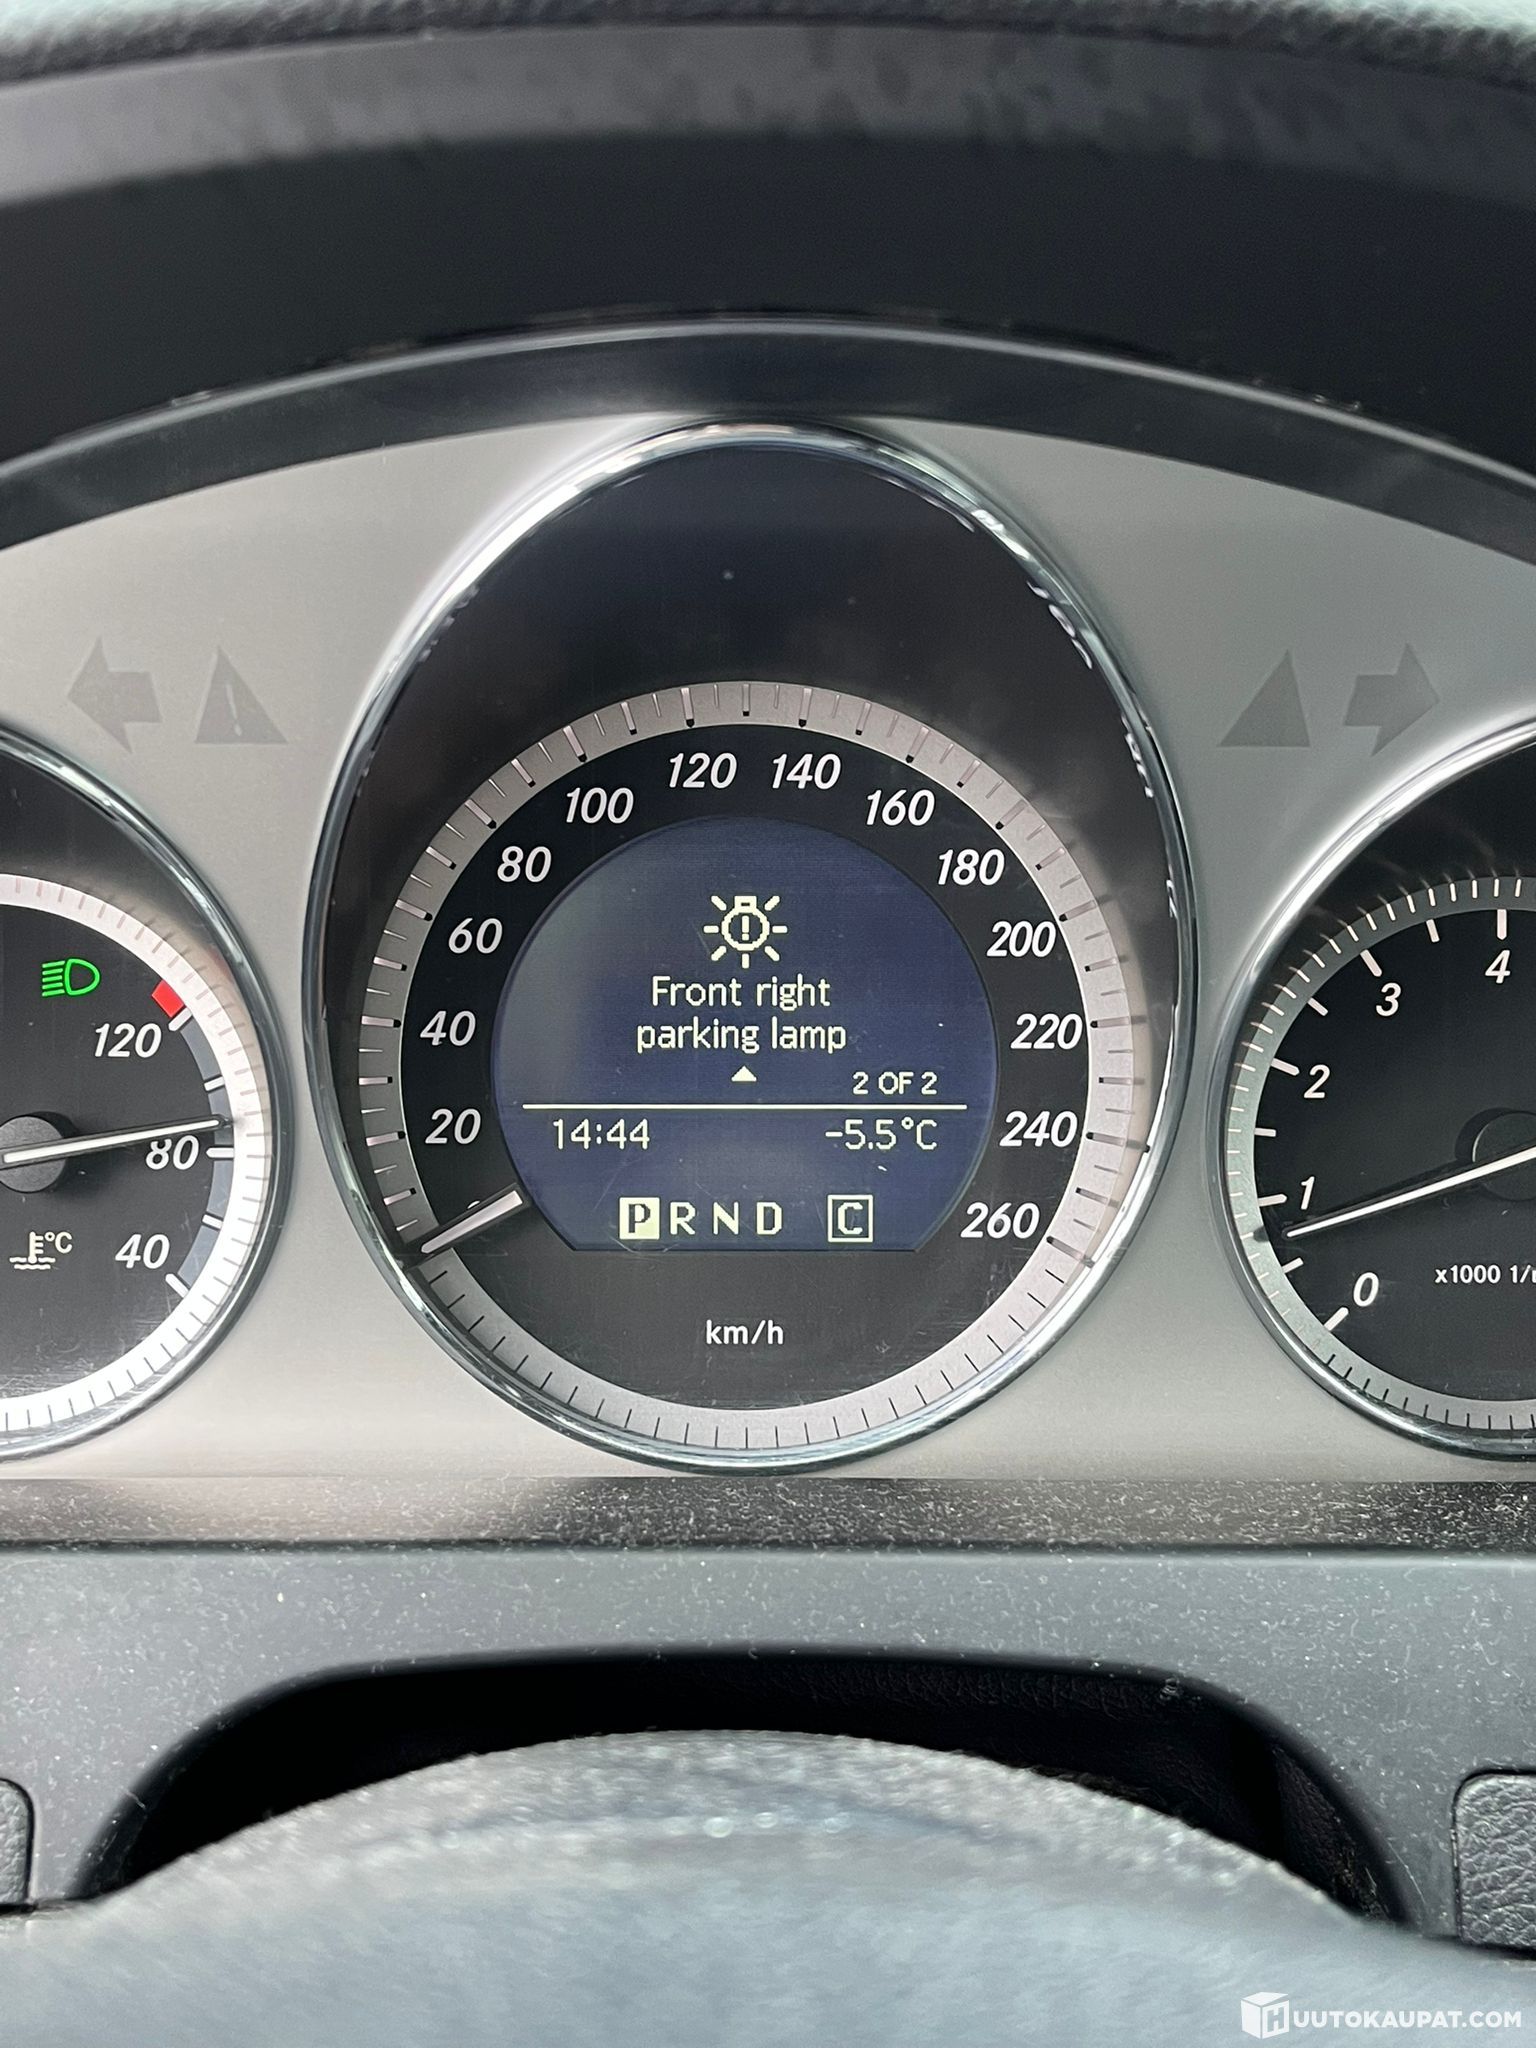 120
80
40
°C
120 140
100 160
80 180
60 200
40 220
20 240
260
Front right
parking lamp
2 OF 2
14:44 -5.5°C
P R N D C
km/h
4
3
2
1
0
x1000 1/
HUUTOKAUPAT.COM